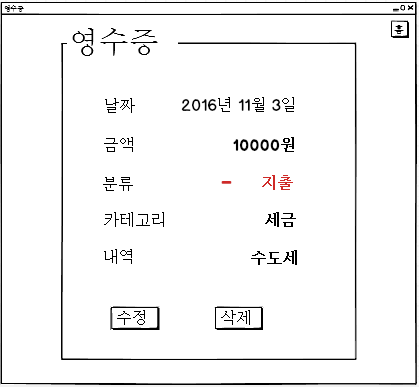 영수증
홈
영수증
날짜 2016년 11월 3일
금액 10000원
분류 - 지출
카테고리 세금
내역 수도세
수정 삭제